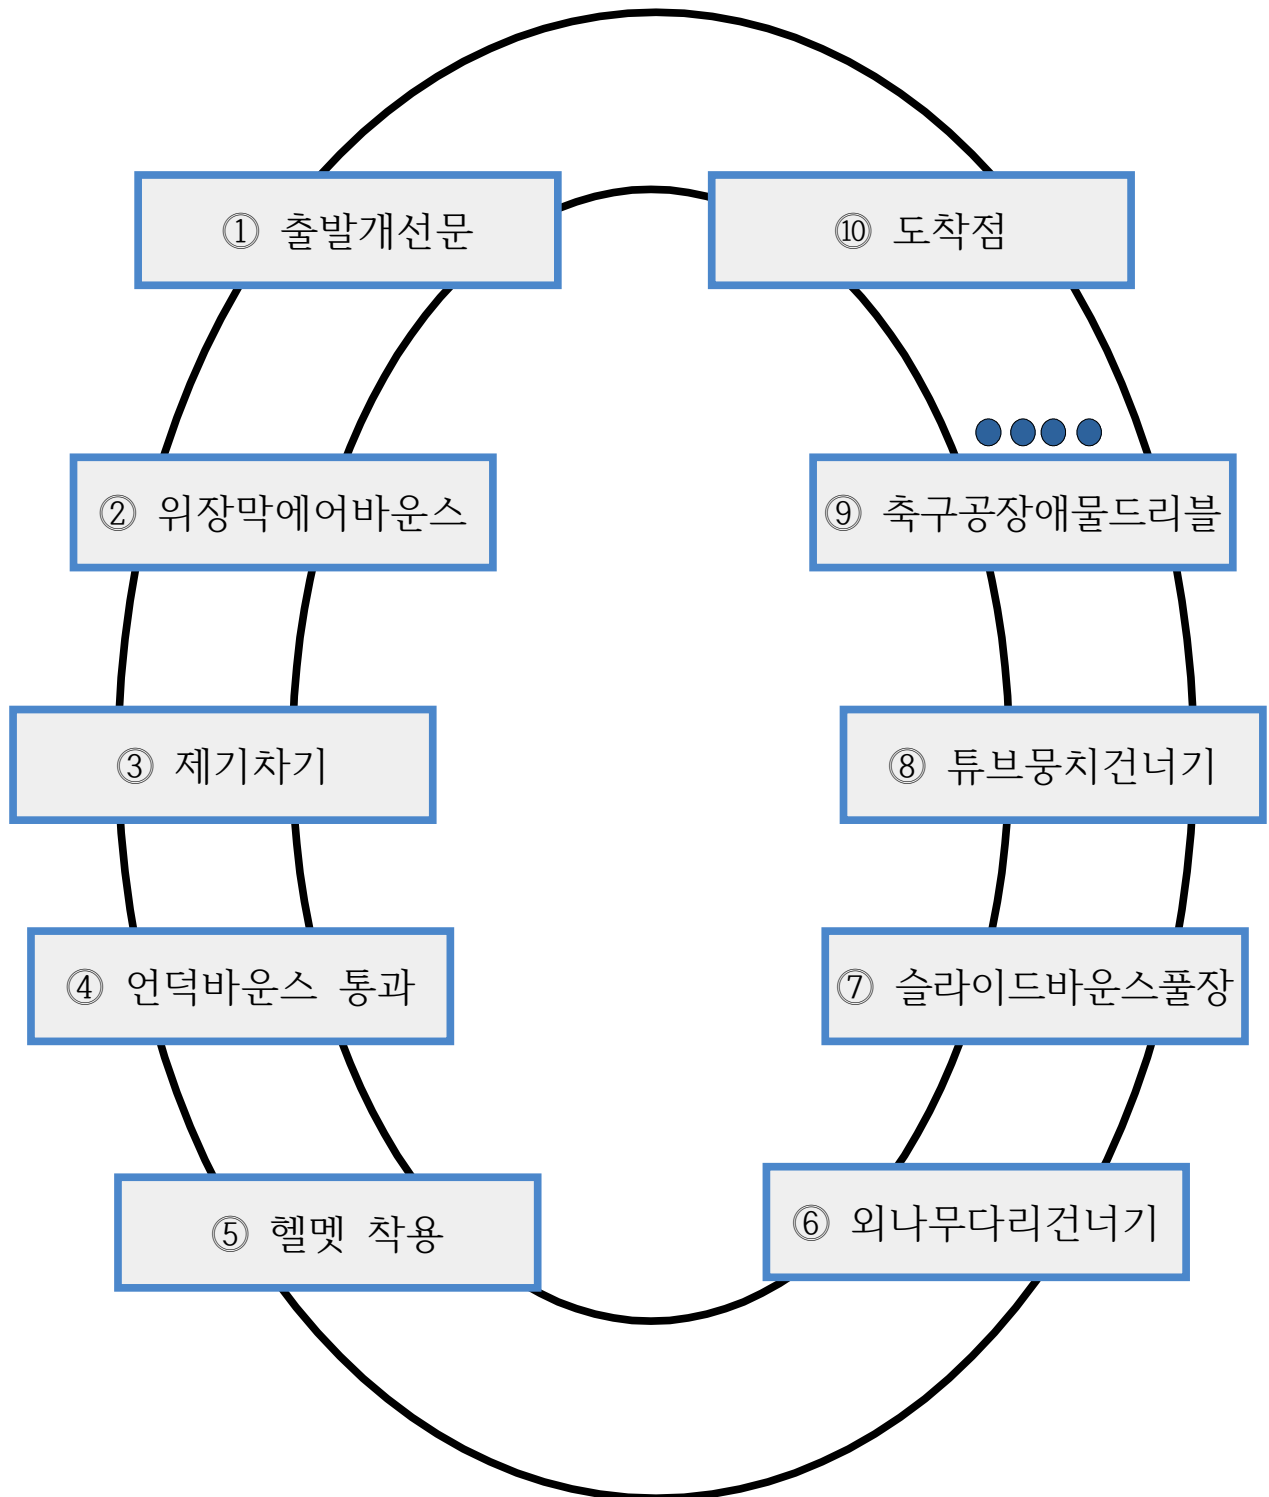 ① 출발개선문
⑩ 도착점
② 위장막에어바운스
⑨ 축구공장애물드리블
③ 제기차기
⑧ 튜브뭉치건너기
④ 언덕바운스 통과
⑦ 슬라이드바운스풀장
⑤ 헬멧 착용
⑥ 외나무다리건너기